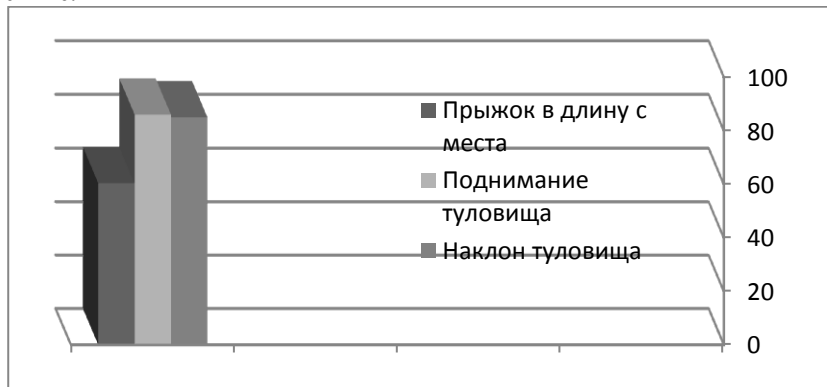 Прыжок в длину с
места
Поднимание
туловища
Наклон туловища
100
80
60
40
20
0